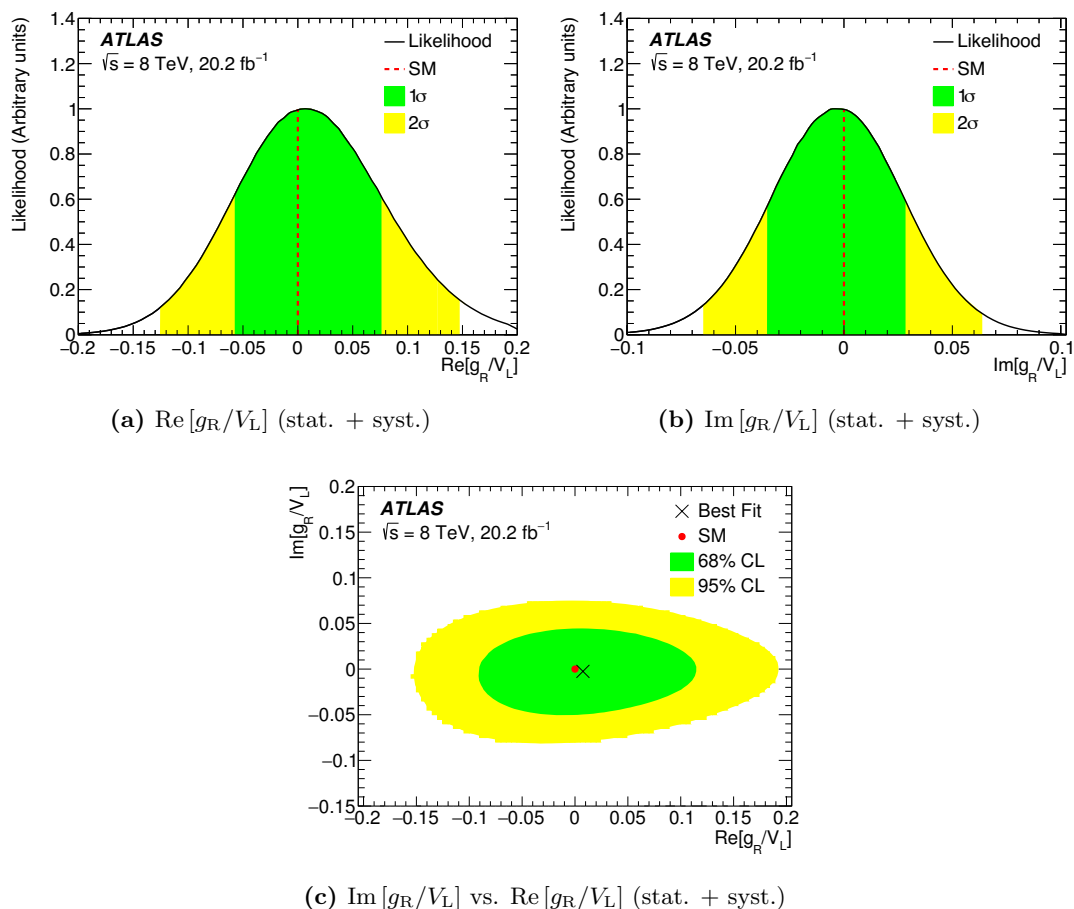 Likelihood (Arbitrary units)
1.4
1.2
1
0.8
0.6
0.4
0.2
0
ATLAS
√s = 8 TeV, 20.2 fb⁻¹
Likelihood
SM
1σ
2σ
−0.2 −0.15 −0.1 −0.05 0 0.05 0.1 0.15 0.2
Re[g_R/V_L]
(a) Re [g_R/V_L] (stat. + syst.)
Likelihood (Arbitrary units)
1.4
1.2
1
0.8
0.6
0.4
0.2
0
ATLAS
√s = 8 TeV, 20.2 fb⁻¹
Likelihood
SM
1σ
2σ
−0.1 −0.05 0 0.05 0.1
Im[g_R/V_L]
(b) Im [g_R/V_L] (stat. + syst.)
Im[g_R/V_L]
0.2
0.15
0.1
0.05
0
−0.05
−0.1
−0.15
ATLAS
√s = 8 TeV, 20.2 fb⁻¹
Best Fit
SM
68% CL
95% CL
−0.2 −0.15 −0.1 −0.05 0 0.05 0.1 0.15 0.2
Re[g_R/V_L]
(c) Im [g_R/V_L] vs. Re [g_R/V_L] (stat. + syst.)